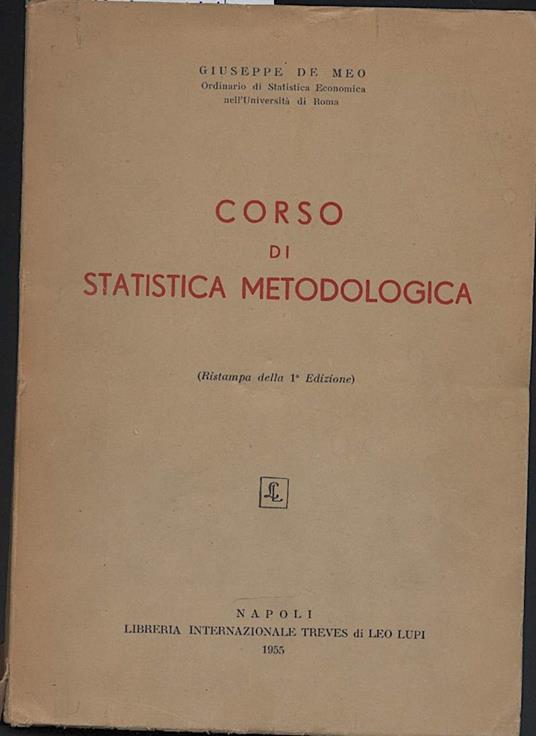 GIUSEPPE DE MEO
Ordinario di Statistica Economica
nell'Università di Roma
CORSO
DI
STATISTICA METODOLOGICA
(Ristampa della 1ª Edizione)
NAPOLI
LIBRERIA INTERNAZIONALE TREVES di LEO LUPI
1955